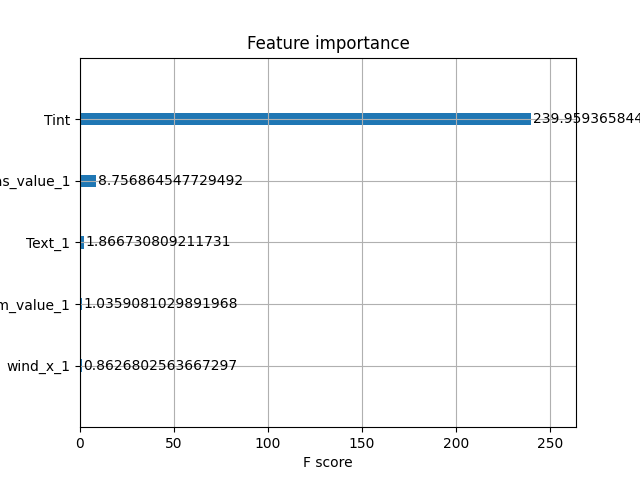 Feature importance
Tint
239.959365844
as_value_1
8.756864547729492
Text_1
1.866730809211731
m_value_1
1.0359081029891968
wind_x_1
0.8626802563667297
0 50 100 150 200 250
F score